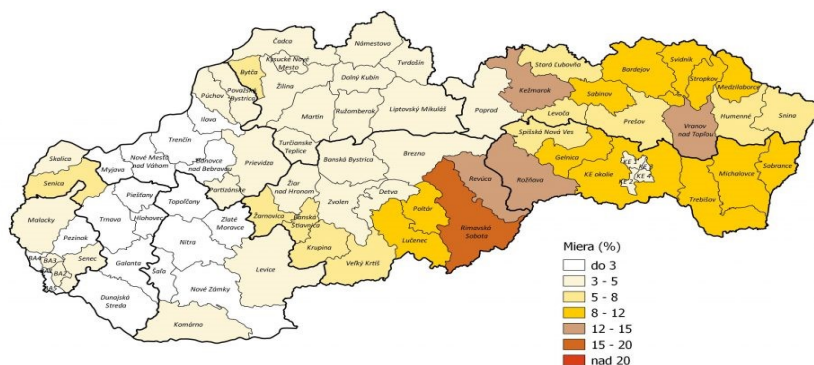 Čadca
Námestovo
Kysucké Nové
Mesto
Tvrdošín
Bytča
Dolný Kubín
Považská
Bystrica
Žilina
Púchov
Martin
Ružomberok
Liptovský Mikuláš
Ilava
Trenčín
Turčianske
Teplice
Prievidza
Banská Bystrica
Brezno
Skalica
Myjava
Nové Mesto
nad Váhom
Bánovce
nad Bebravou
Senica
Partizánske
Žiar
nad Hronom
Detva
Zvolen
Piešťany
Topoľčany
Malacky
Trnava
Hlohovec
Zlaté
Moravce
Žarnovica
Banská
Štiavnica
Pezinok
Nitra
Krupina
Veľký Krtíš
Levice
BA4
BA3
BA2
Senec
Galanta
Šaľa
Nové Zámky
Dunajská
Streda
Komárno
Poprad
Kežmarok
Stará Ľubovňa
Sabinov
Bardejov
Svidník
Stropkov
Medzilaborce
Levoča
Prešov
Vranov
nad Topľou
Humenné
Snina
Spišská Nová Ves
Gelnica
KE okolie
KE 4
Rožňava
Revúca
Rimavská
Sobota
Poltár
Lučenec
Trebišov
Michalovce
Sobrance
Miera (%)
do 3
3 - 5
5 - 8
8 - 12
12 - 15
15 - 20
nad 20